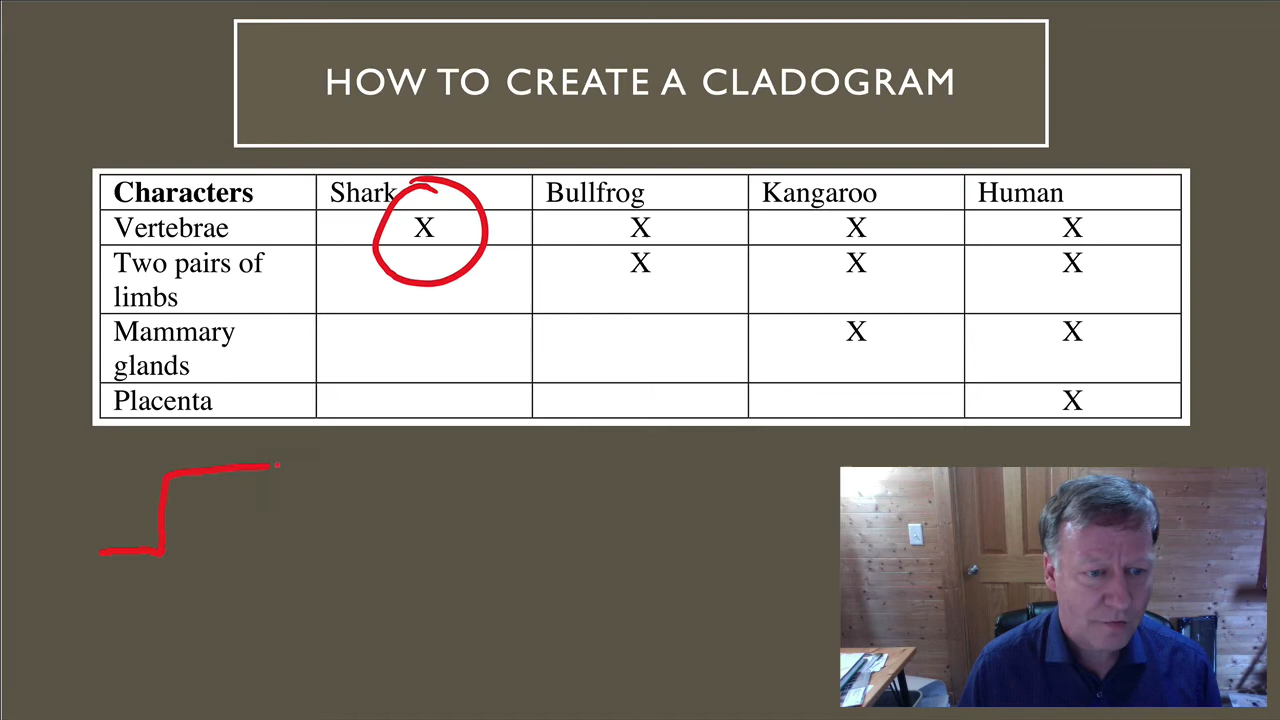 HOW TO CREATE A CLADOGRAM
Characters Shark Bullfrog Kangaroo Human
Vertebrae X X X X
Two pairs of X X X
limbs
Mammary X X
glands
Placenta X